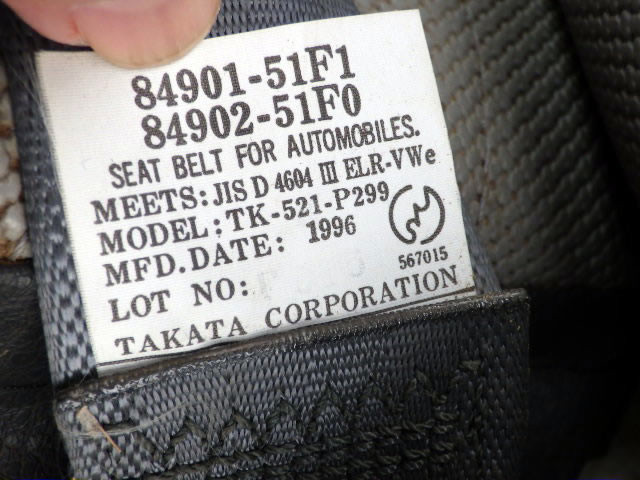 84901-51F1
84902-51F0
SEAT BELT FOR AUTOMOBILES.
MEETS: JIS D 4604 III ELR-VWe
MODEL: TK-521-P299
MFD.DATE: 1996
LOT NO:
567015
TAKATA CORPORATION